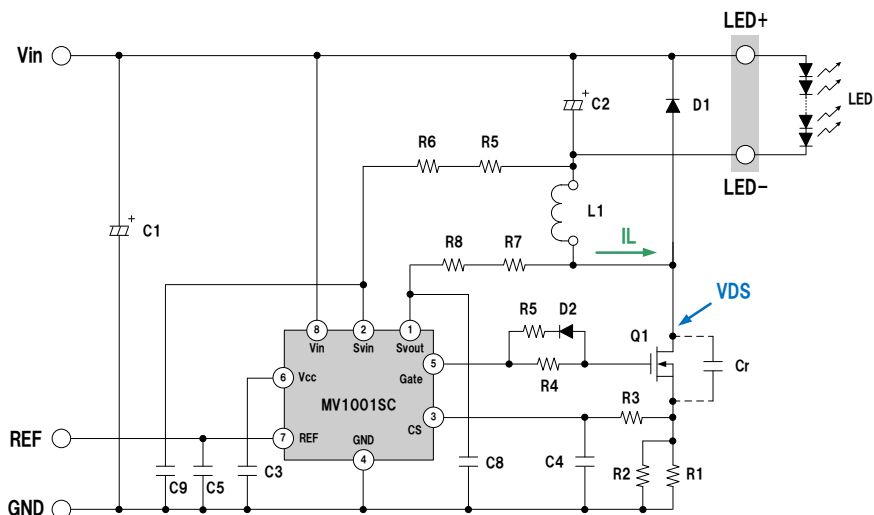 LED+
Vin
C2
D1
LED
R6
R5
LED-
C1
L1
IL
R8
R7
VDS
R5
D2
Q1
8
2
1
Vin
Svin
Svout
5
Gate
R4
Cr
6
Vcc
MV1001SC
R3
3
CS
REF
7
REF
GND
4
C9
C5
C3
C8
C4
R2
R1
GND